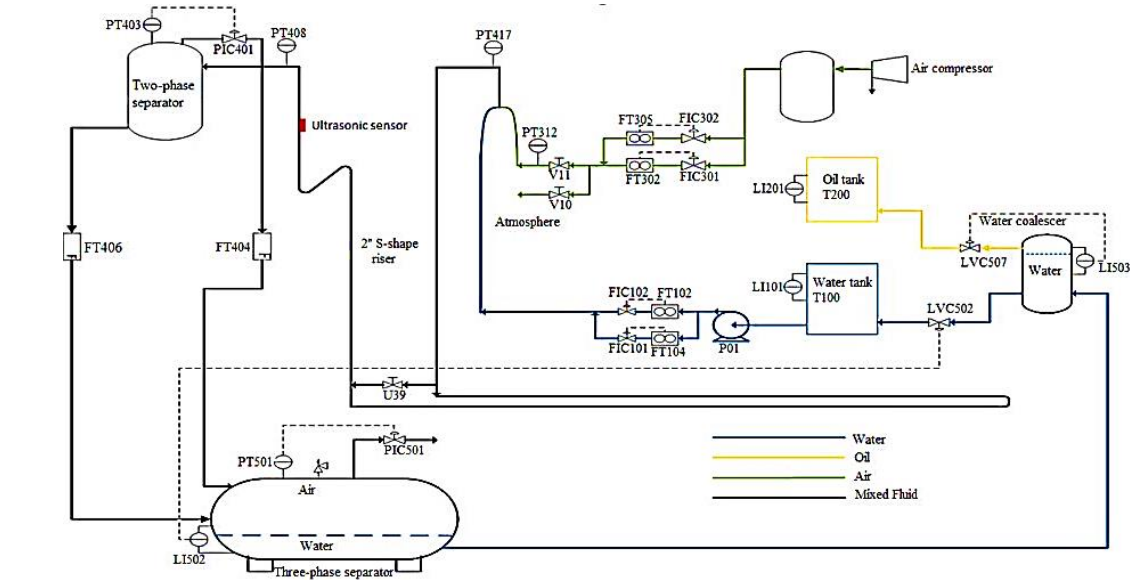 PT403
PIC401
PT408
PT417
Two-phase
separator
Air compressor
Ultrasonic sensor
FT305
FIC302
PT312
FT302
FIC301
V11
V10
Atmosphere
LI201
Oil tank
T200
Water coalescer
FT406
FT404
2" S-shape
riser
LVC507
Water
LI503
LI101
Water tank
T100
FIC102
FT102
LVC502
FIC101
FT104
P01
U39
PT501
PIC501
Air
Water
LI502
Three-phase separator
Water
Oil
Air
Mixed Fluid